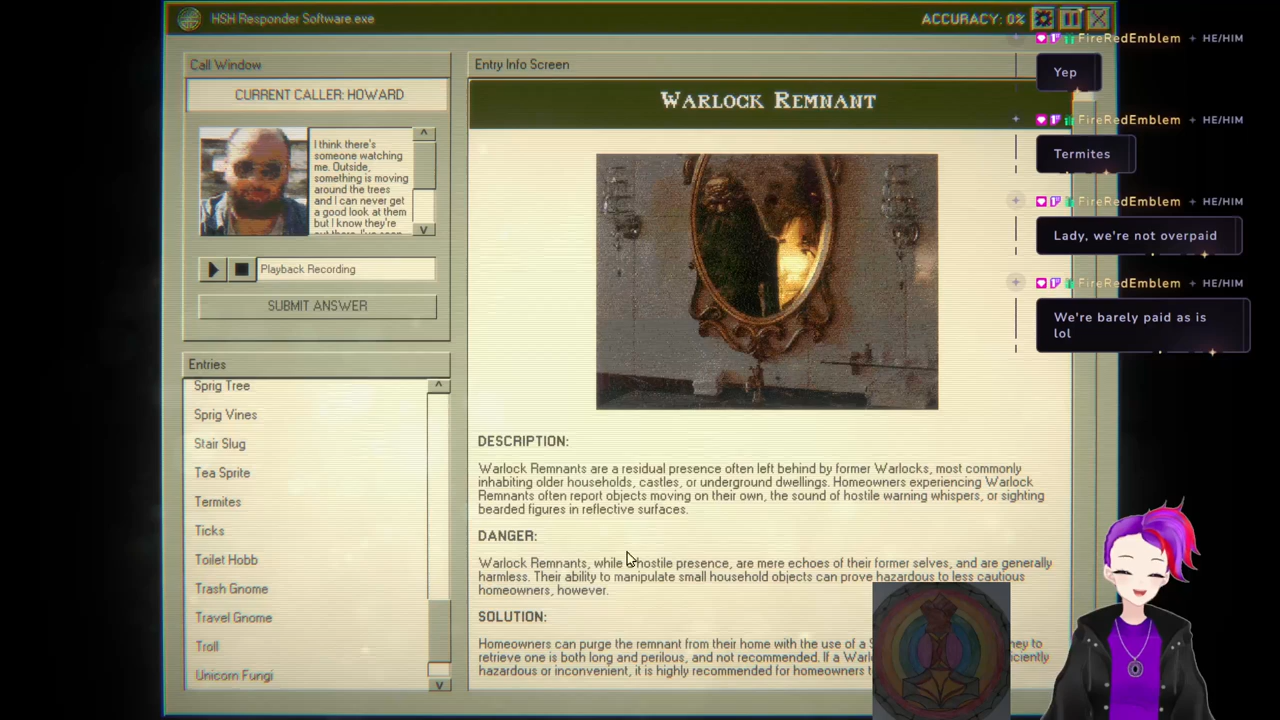 HSH Responder Software.exe
ACCURACY: 0%
Call Window
CURRENT CALLER: HOWARD
I think there's
someone watching
me. Outside,
something is moving
around the trees
and I can never get
a good look at them
but I know they're
Playback Recording
SUBMIT ANSWER
Entries
Sprig Tree
Sprig Vines
Stair Slug
Tea Sprite
Termites
Ticks
Toilet Hobb
Trash Gnome
Travel Gnome
Troll
Unicorn Fungi
Entry Info Screen
WARLOCK REMNANT
DESCRIPTION:
Warlock Remnants are a residual presence often left behind by former Warlocks, most commonly
inhabiting older households, castles, or underground dwellings. Homeowners experiencing Warlock
Remnants often report objects moving on their own, the sound of hostile warning whispers, or sighting
bearded figures in reflective surfaces.
DANGER:
Warlock Remnants, while hostile presence, are mere echoes of their former selves, and are generally
harmless. Their ability to manipulate small household objects can prove hazardous to less cautious
homeowners, however.
SOLUTION:
Homeowners can purge the remnant from their home with the use of a to
retrieve one is both long and perilous, and not recommended. If a
hazardous or inconvenient, it is highly recommended for homeowners
FireRedEmblem HE/HIM
Yep
FireRedEmblem HE/HIM
Termites
FireRedEmblem HE/HIM
Lady, we're not overpaid
FireRedEmblem HE/HIM
We're barely paid as is
lol